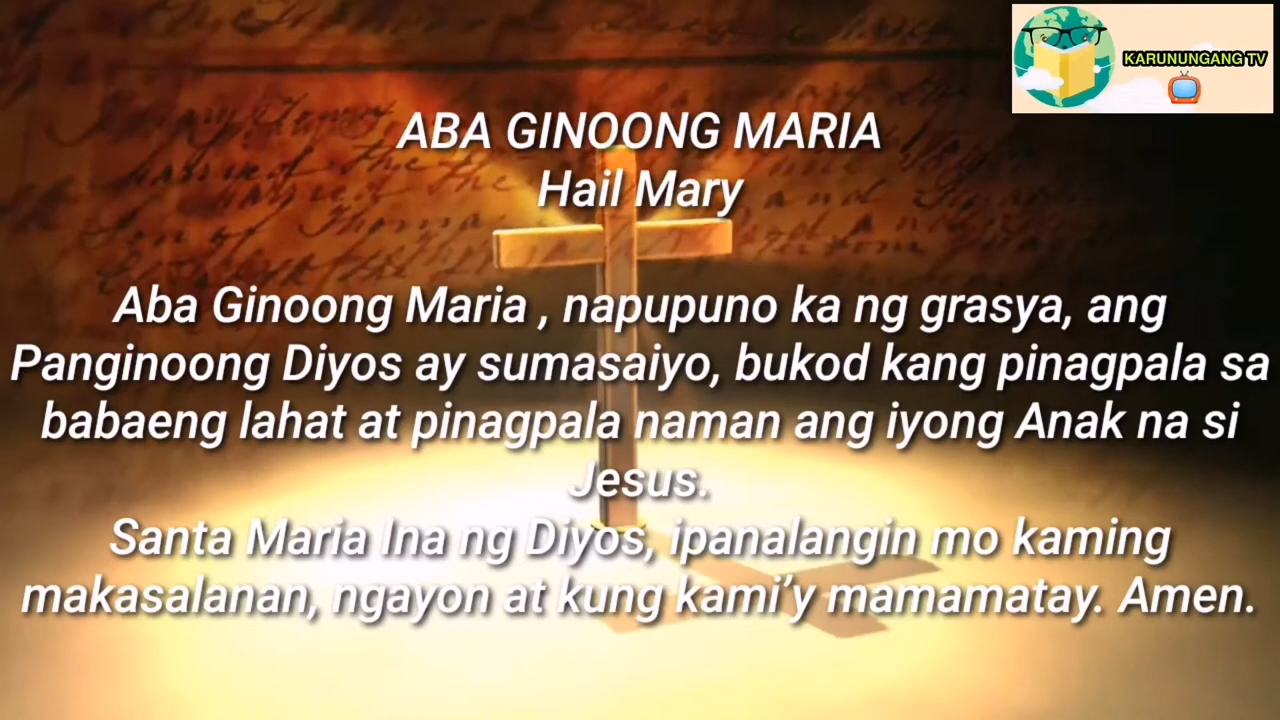 KARUNUNGANG TV
ABA GINOONG MARIA
Hail Mary
Aba Ginoong Maria , napupuno ka ng grasya, ang
Panginoong Diyos ay sumasaiyo, bukod kang pinagpala sa
babaeng lahat at pinagpala naman ang iyong Anak na si
Jesus.
Santa Maria Ina ng Diyos, ipanalangin mo kaming
makasalanan, ngayon at kung kami’y mamamatay. Amen.